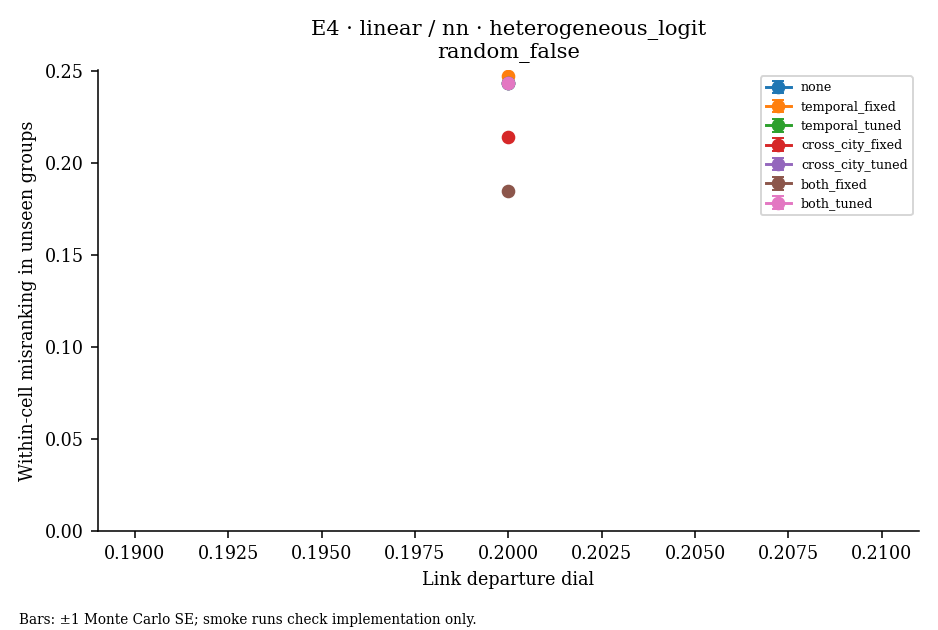 E4 · linear / nn · heterogeneous_logit
random_false
Within-cell misranking in unseen groups
0.25
0.20
0.15
0.10
0.05
0.00
none
temporal_fixed
temporal_tuned
cross_city_fixed
cross_city_tuned
both_fixed
both_tuned
0.1900 0.1925 0.1950 0.1975 0.2000 0.2025 0.2050 0.2075 0.2100
Link departure dial
Bars: ±1 Monte Carlo SE; smoke runs check implementation only.